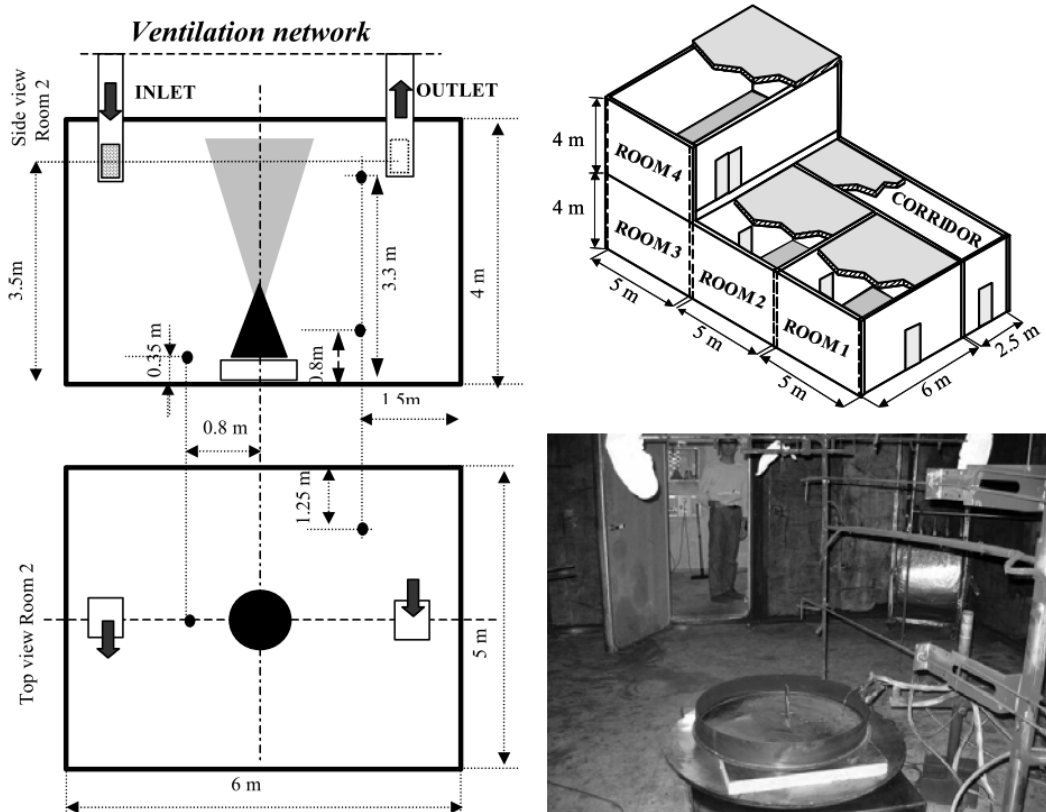 Ventilation network
Side view
Room 2
INLET
OUTLET
3.5m
0.35 m
0.8m
3.3 m
4 m
1.5m
0.8 m
Top view Room 2
1.25 m
5 m
6 m
4 m
4 m
ROOM 4
ROOM 3
ROOM 2
ROOM 1
CORRIDOR
5 m
5 m
5 m
6 m
2.5 m